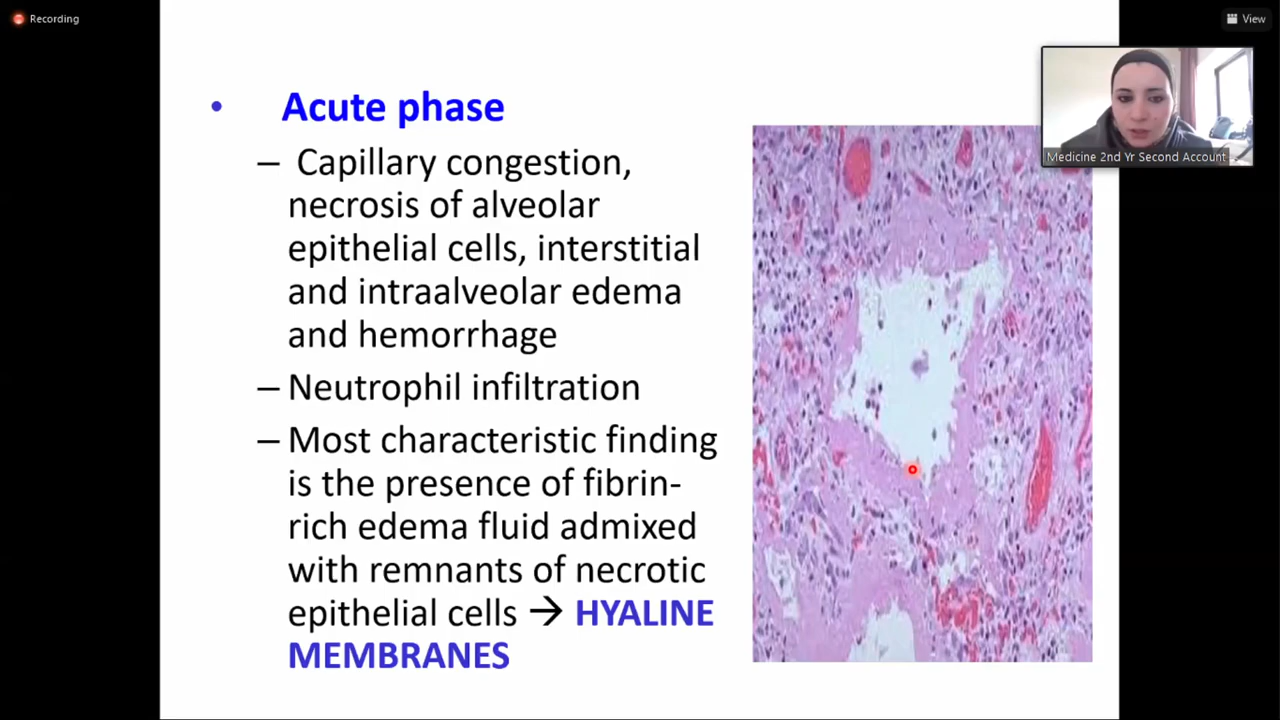 Recording
View
• Acute phase
– Capillary congestion,
necrosis of alveolar
epithelial cells, interstitial
and intraalveolar edema
and hemorrhage
– Neutrophil infiltration
– Most characteristic finding
is the presence of fibrin-
rich edema fluid admixed
with remnants of necrotic
epithelial cells → HYALINE
MEMBRANES
Medicine 2nd Yr Second Account